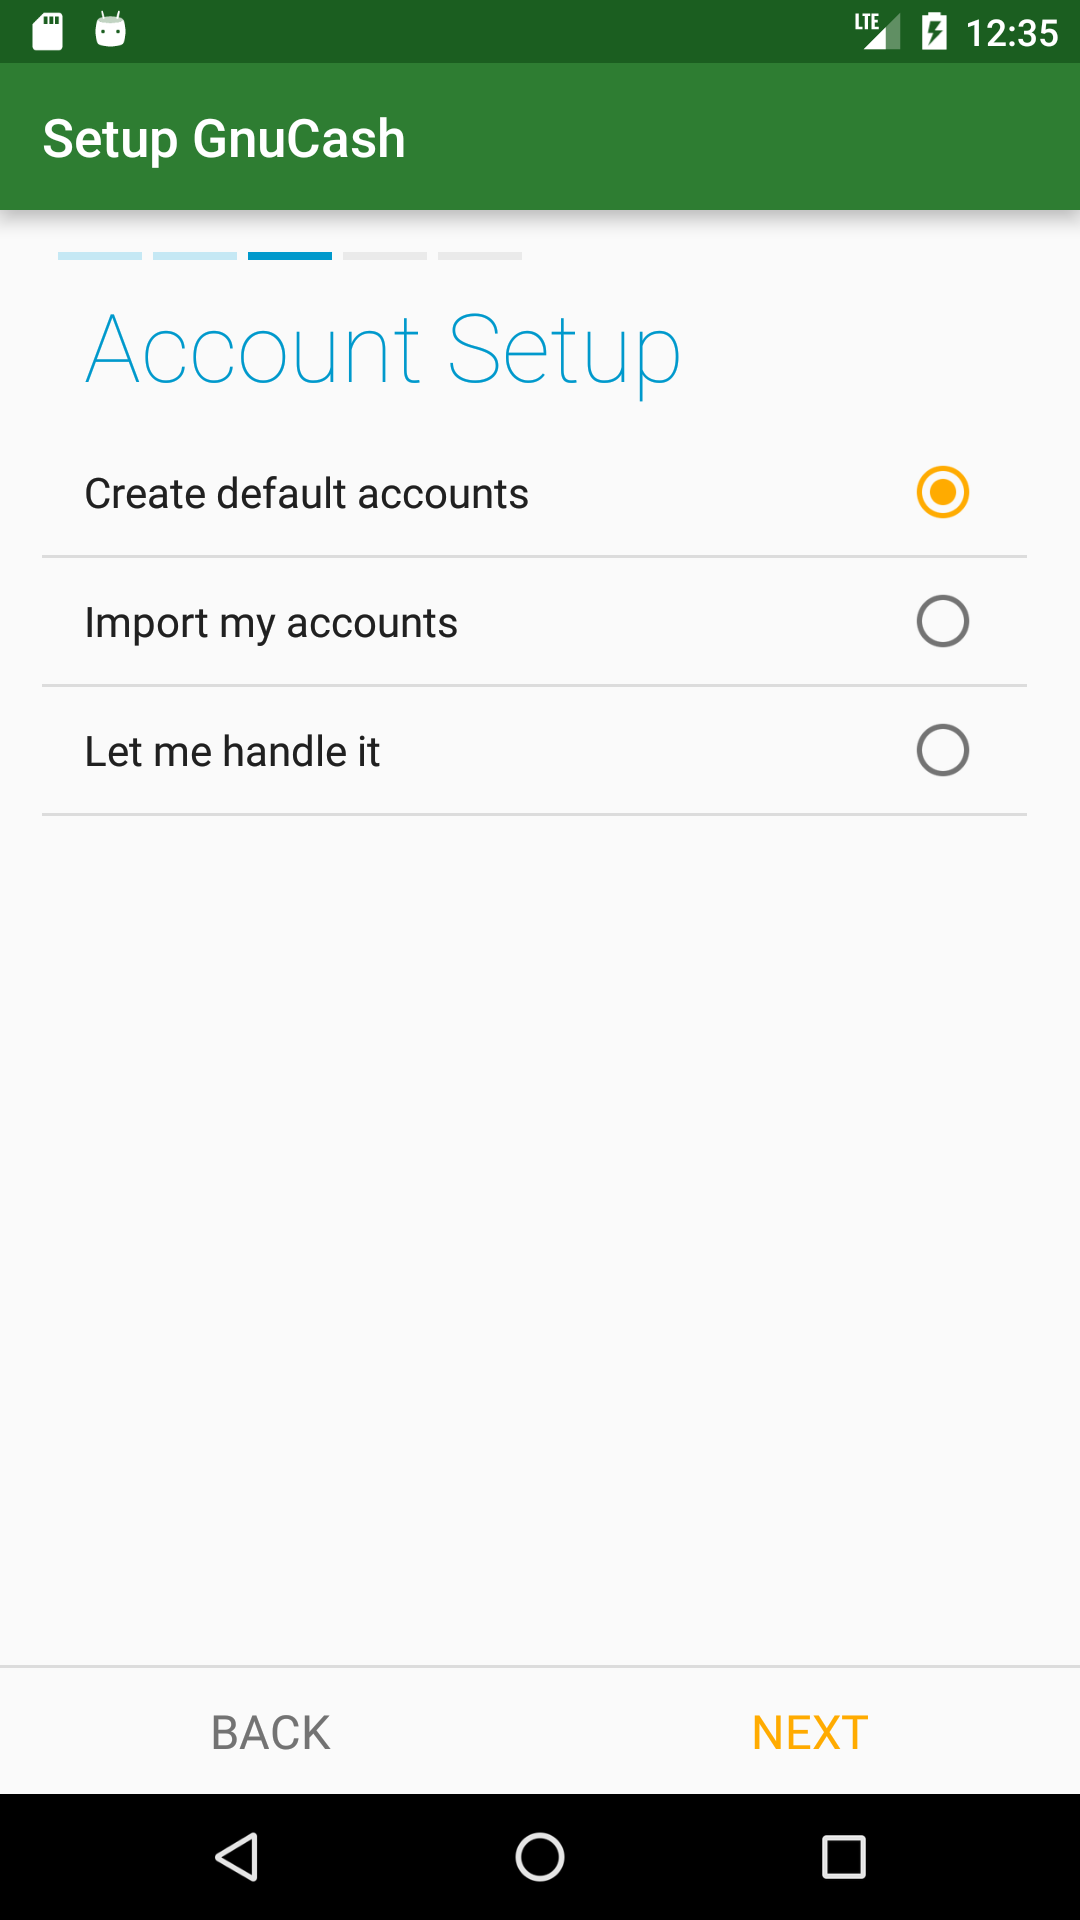 LTE 12:35
Setup GnuCash
Account Setup
Create default accounts
Import my accounts
Let me handle it
BACK NEXT